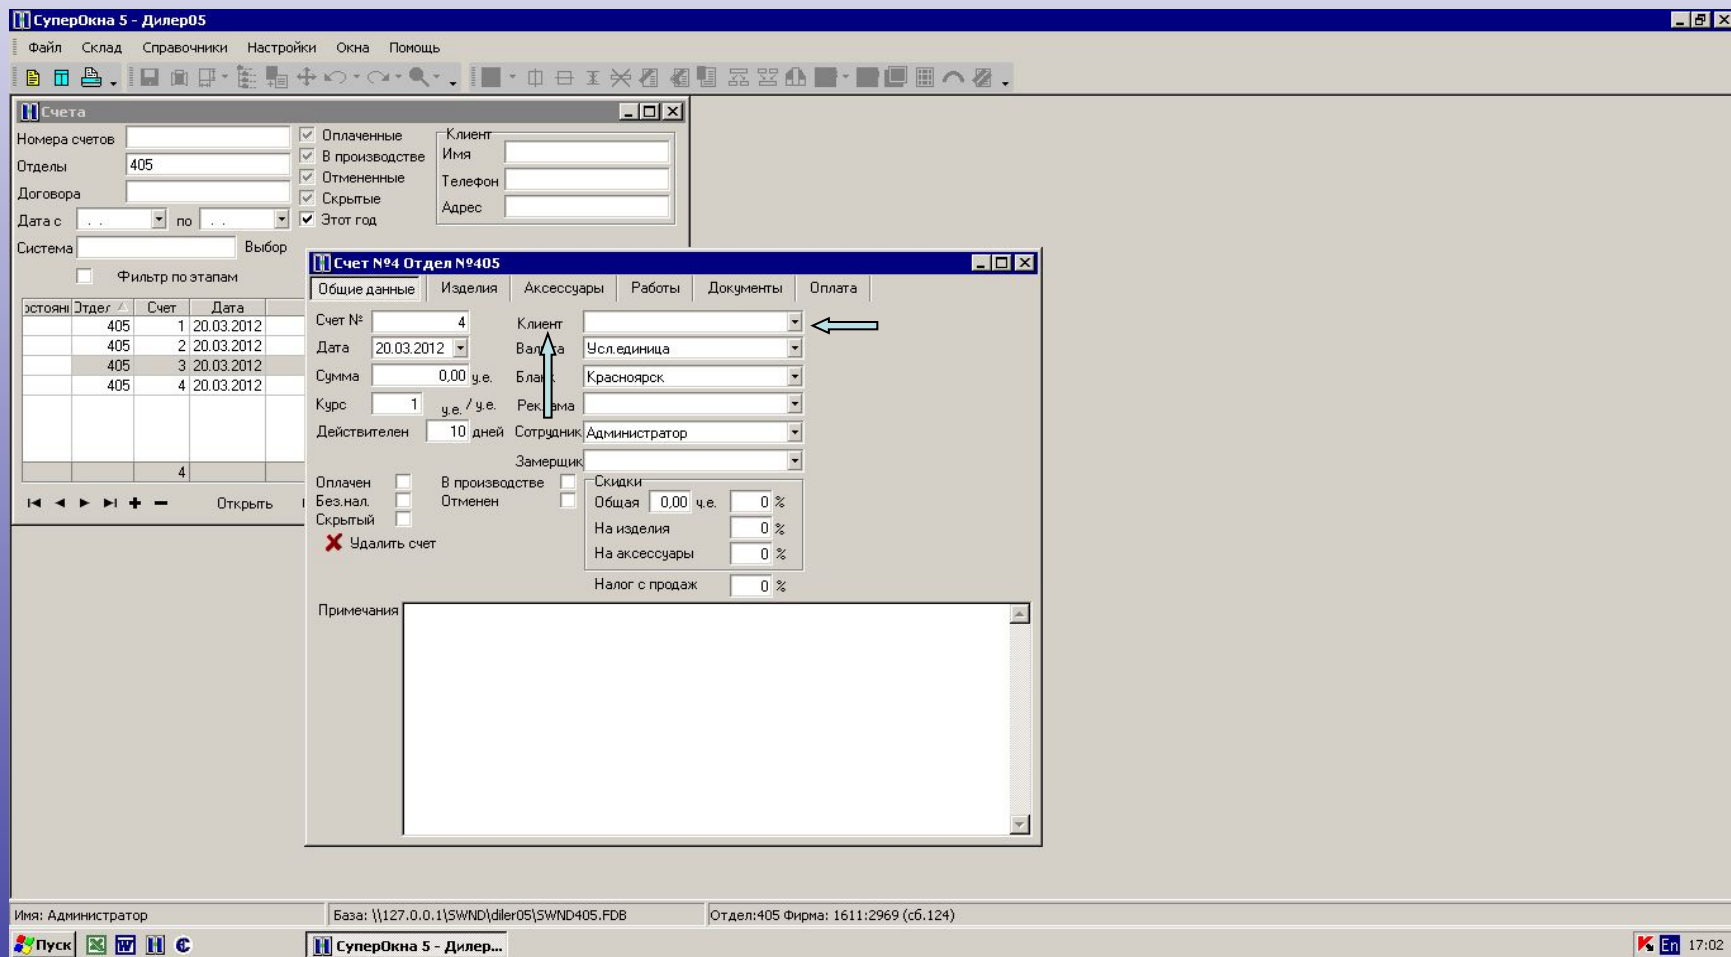 СуперОкна 5 - Дилер05
Файл Склад Справочники Настройки Окна Помощь
Счета
Номера счетов
Отделы 405
Договора
Дата с . . по . .
Система Выбор
Фильтр по этапам
Оплаченные
В производстве
Отмененные
Скрытые
Этот год
Клиент
Имя
Телефон
Адрес
Счет Дата
405 1 20.03.2012
405 2 20.03.2012
405 3 20.03.2012
405 4 20.03.2012
4
Открыть
Счет №4 Отдел №405
Общие данные Изделия Аксессуары Работы Документы Оплата
Счет № 4 Клиент
Дата 20.03.2012 Усл.единица
Сумма 0,00 у.е. Красноярск
Курс 1 у.е. / у.е.
Действителен 10 дней Сотрудник Администратор
Замерщик
Оплачен В производстве
Без.нал. Отменен
Скрытый
Удалить счет
Скидки
Общая 0,00 у.е. 0 %
На изделия 0 %
На аксессуары 0 %
Налог с продаж 0 %
Примечания
Имя: Администратор База: \\127.0.0.1\SWND\diler05\SWND405.FDB Отдел:405 Фирма: 1611:2969 (сб.124)
Пуск СуперОкна 5 - Дилер... En 17:02